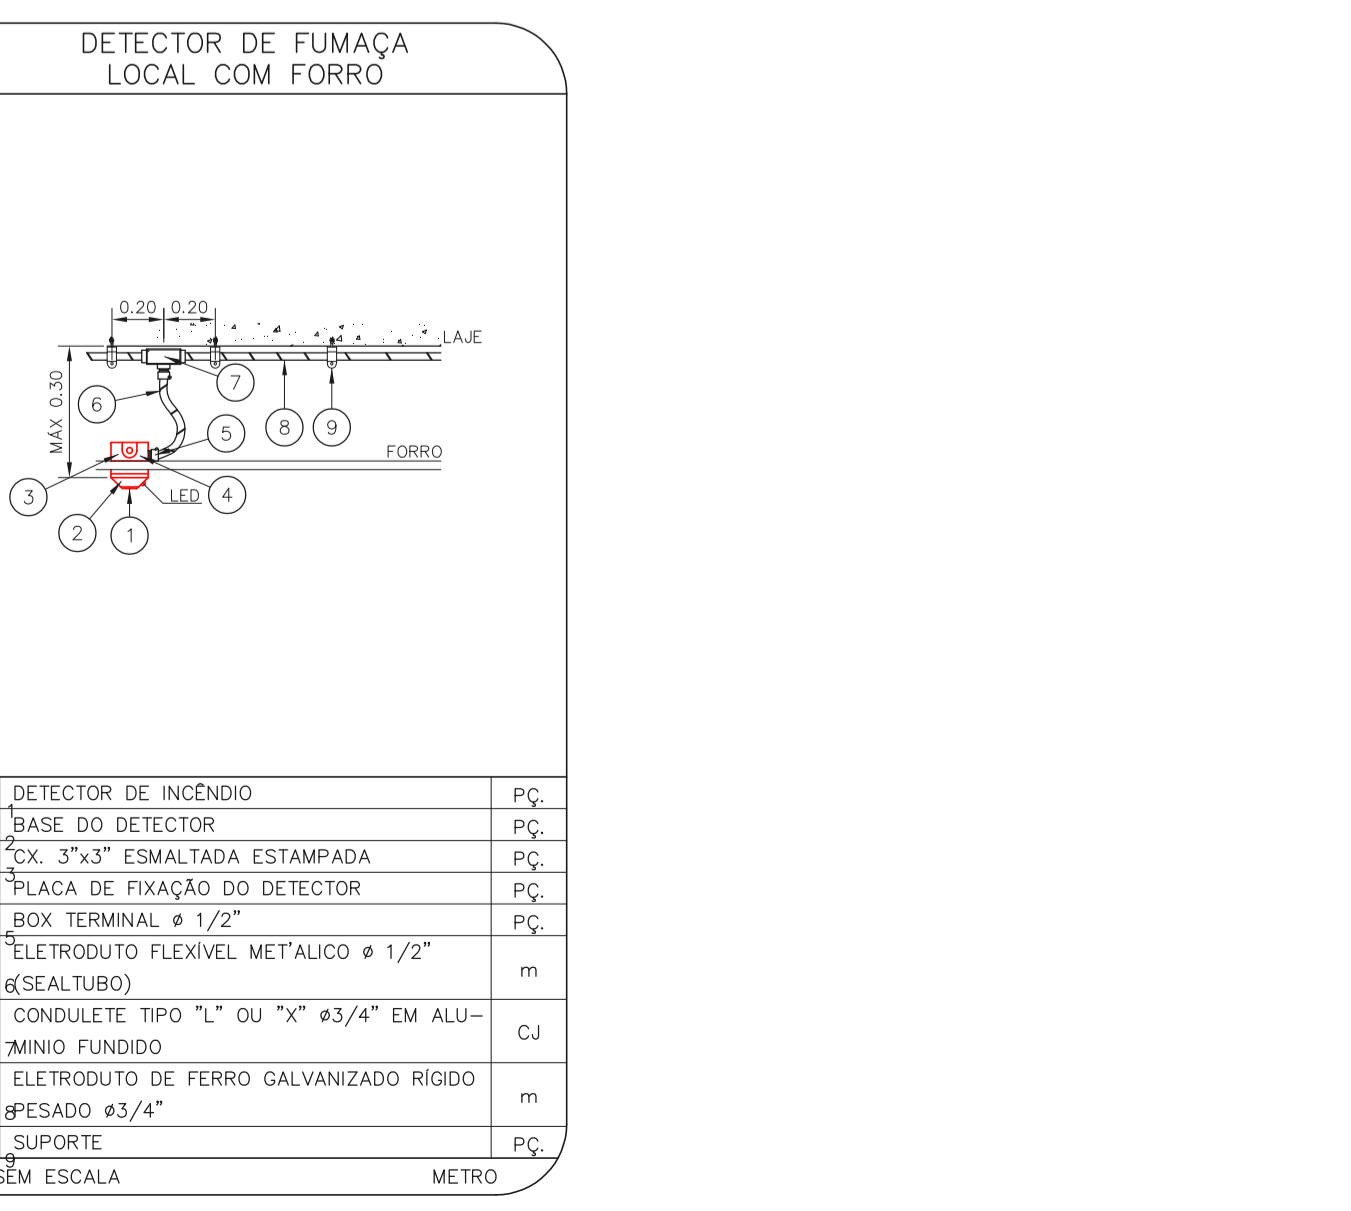 DETECTOR DE FUMAÇA
LOCAL COM FORRO
0.20 0.20
LAJE
MÁX 0.30
7
6
5
8
9
FORRO
3
LED
4
2
1
DETECTOR DE INCÊNDIO PÇ.
1
BASE DO DETECTOR PÇ.
2
CX. 3"x3" ESMALTADA ESTAMPADA PÇ.
3
PLACA DE FIXAÇÃO DO DETECTOR PÇ.
BOX TERMINAL ø 1/2" PÇ.
5
ELETRODUTO FLEXÍVEL MET'ALICO ø 1/2"
m
6 (SEALTUBO)
CONDULETE TIPO "L" OU "X" ø3/4" EM ALU-
CJ
7 MINIO FUNDIDO
ELETRODUTO DE FERRO GALVANIZADO RÍGIDO
m
8 PESADO ø3/4"
SUPORTE PÇ.
9
SEM ESCALA METRO